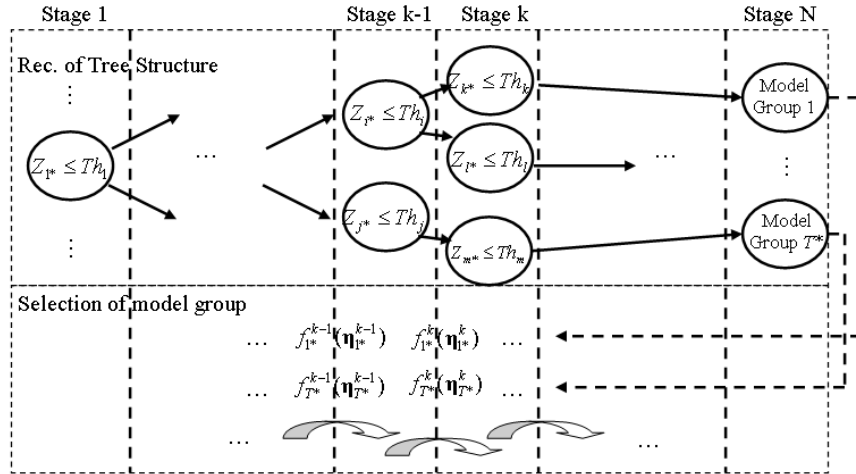 Stage 1 Stage k-1 Stage k Stage N
Rec. of Tree Structure
⋮
Z_{1*} ≤ Th_1
⋮
...
Z_{i*} ≤ Th_i
Z_{j*} ≤ Th_j
Z_{k*} ≤ Th_k
Z_{l*} ≤ Th_l
Z_{m*} ≤ Th_m
...
Model
Group 1
⋮
Model
Group T*
Selection of model group
... f_{1*}^{k-1}(η_{1*}^{k-1}) f_{1*}^{k}(η_{1*}^{k}) ...
... f_{T*}^{k-1}(η_{T*}^{k-1}) f_{T*}^{k}(η_{T*}^{k}) ...
... ...